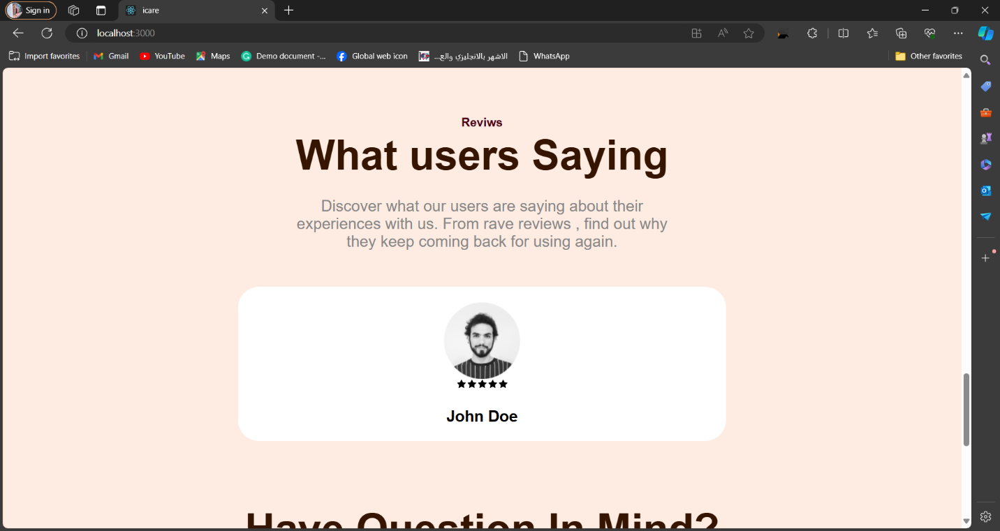 Sign in
icare
localhost:3000
Import favorites
Gmail
YouTube
Maps
Demo document -...
Global web icon
الاشهر بالانجليزي والع...
WhatsApp
Other favorites
Reviws
What users Saying
Discover what our users are saying about their
experiences with us. From rave reviews , find out why
they keep coming back for using again.
John Doe
Have Question In Mind?